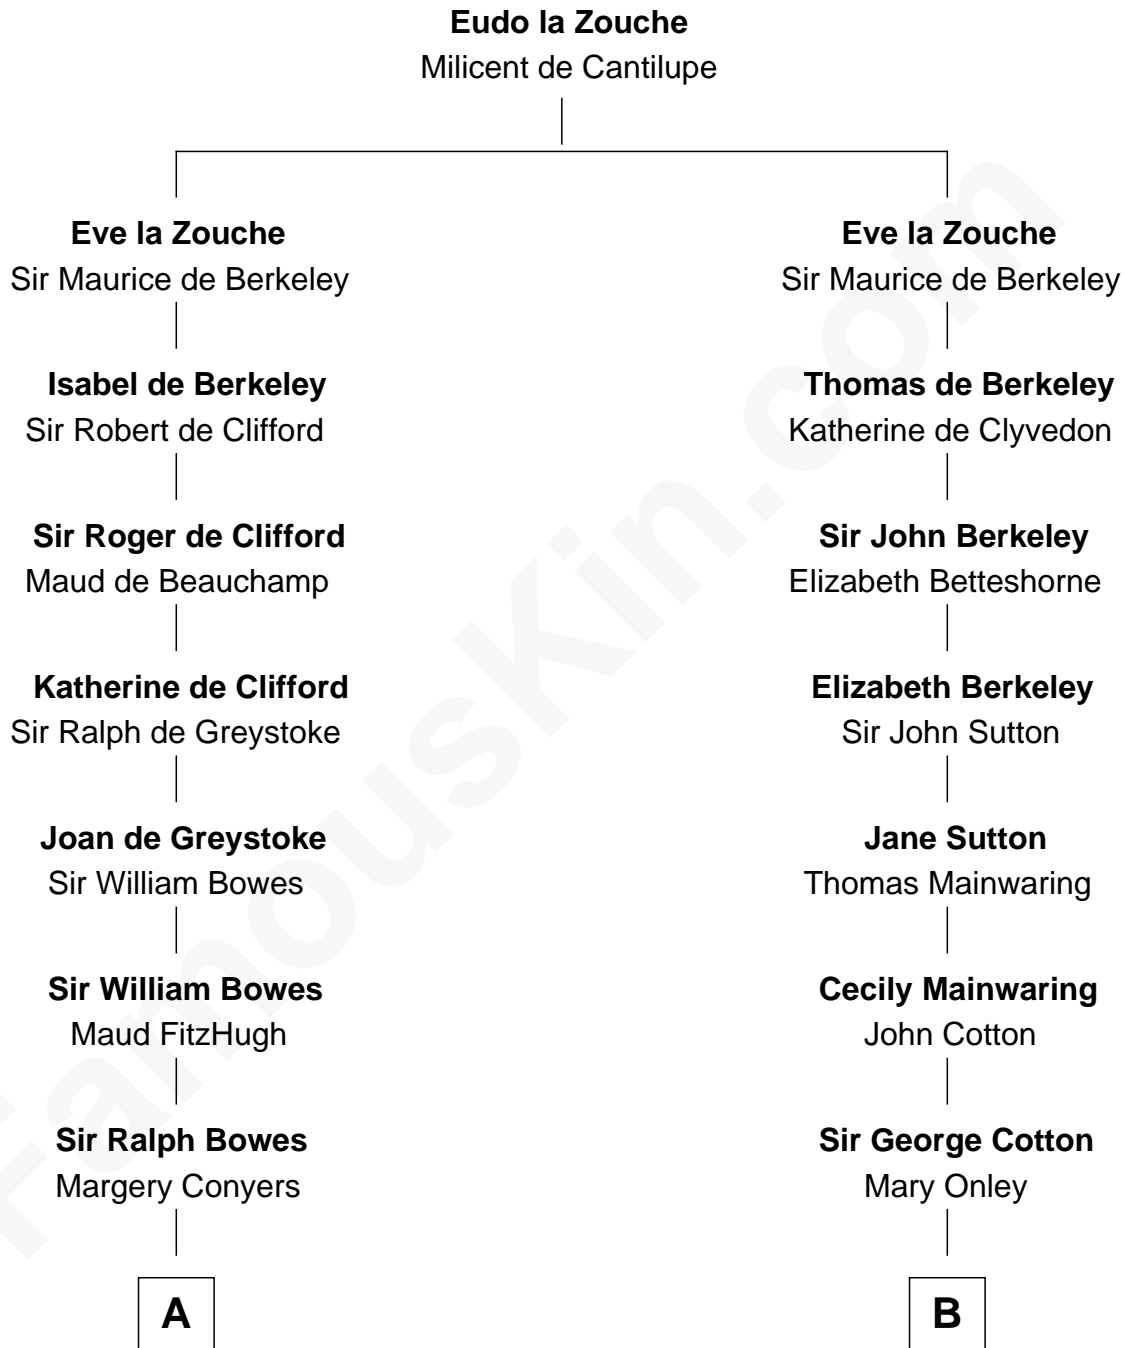 Eudo la Zouche
Milicent de Cantilupe
Eve la Zouche
Sir Maurice de Berkeley
Eve la Zouche
Sir Maurice de Berkeley
Isabel de Berkeley
Sir Robert de Clifford
Thomas de Berkeley
Katherine de Clyvedon
Sir Roger de Clifford
Maud de Beauchamp
Sir John Berkeley
Elizabeth Betteshorne
Katherine de Clifford
Sir Ralph de Greystoke
Elizabeth Berkeley
Sir John Sutton
Joan de Greystoke
Sir William Bowes
Jane Sutton
Thomas Mainwaring
Sir William Bowes
Maud FitzHugh
Cecily Mainwaring
John Cotton
Sir Ralph Bowes
Margery Conyers
Sir George Cotton
Mary Onley
A
B
FamousKin.com